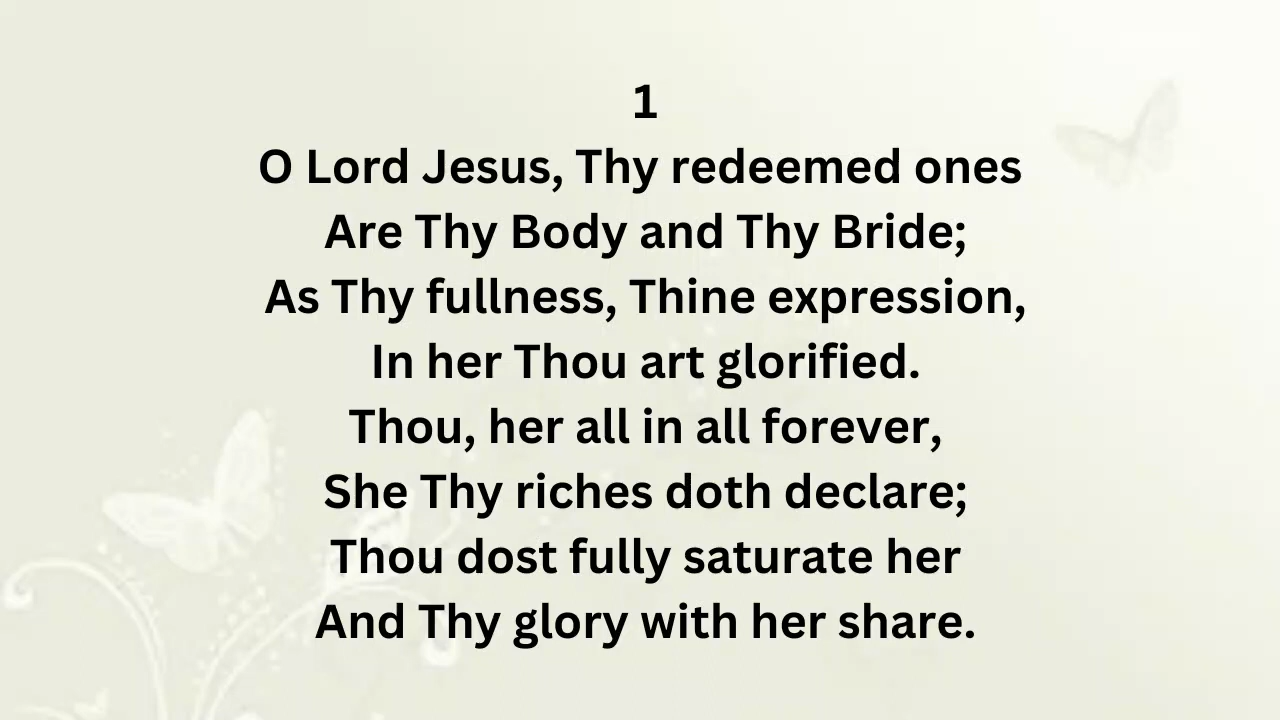 1
O Lord Jesus, Thy redeemed ones
Are Thy Body and Thy Bride;
As Thy fullness, Thine expression,
In her Thou art glorified.
Thou, her all in all forever,
She Thy riches doth declare;
Thou dost fully saturate her
And Thy glory with her share.